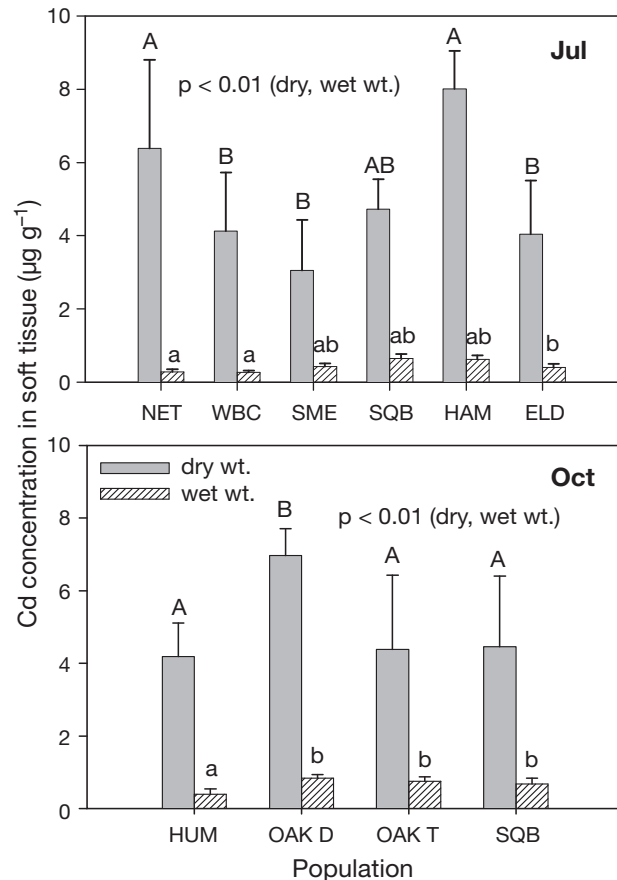 Cd concentration in soft tissue (µg g–1)
Jul
p < 0.01 (dry, wet wt.)
10
8
6
4
2
0
A
B
B
AB
A
B
a
a
ab
ab
ab
b
NET WBC SME SQB HAM ELD
Oct
dry wt.
wet wt.
p < 0.01 (dry, wet wt.)
10
8
6
4
2
0
A
B
A
A
a
b
b
b
HUM OAK D OAK T SQB
Population